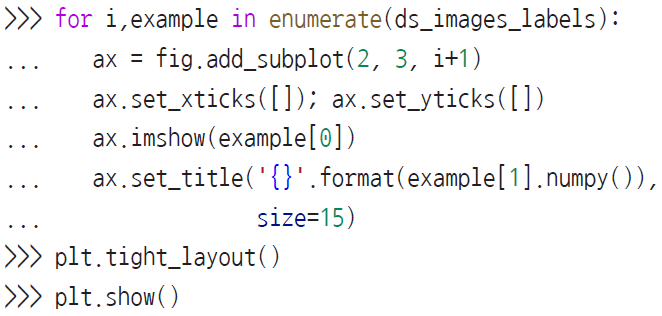 >>> for i,example in enumerate(ds_images_labels):
...     ax = fig.add_subplot(2, 3, i+1)
...     ax.set_xticks([]); ax.set_yticks([])
...     ax.imshow(example[0])
...     ax.set_title('{}'.format(example[1].numpy()),
...                  size=15)
>>> plt.tight_layout()
>>> plt.show()